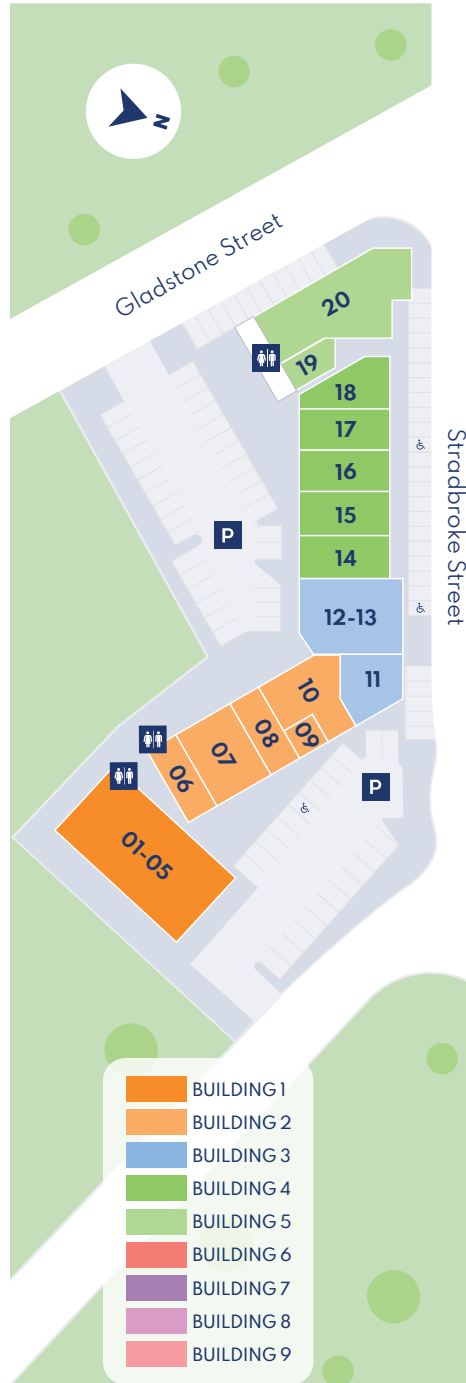 N
Gladstone Street
Stradbroke Street
20
19
18
17
16
15
14
12-13
11
10
09
08
07
06
01-05
P
P
BUILDING 1
BUILDING 2
BUILDING 3
BUILDING 4
BUILDING 5
BUILDING 6
BUILDING 7
BUILDING 8
BUILDING 9